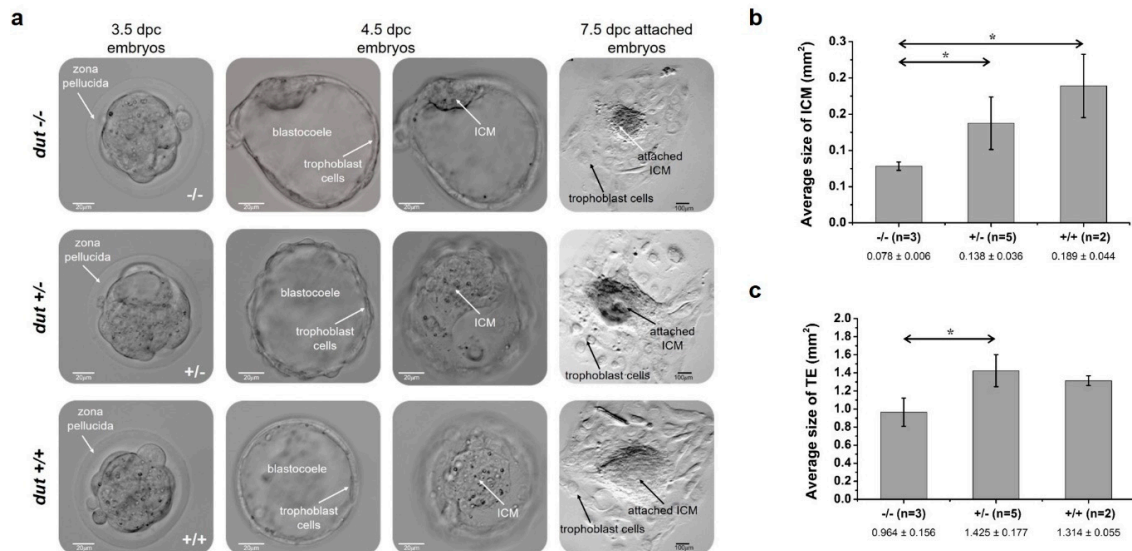 a
3.5 dpc
embryos
4.5 dpc
embryos
7.5 dpc attached
embryos
dut -/-
zona
pellucida
-/-
20µm
blastocoele
trophoblast
cells
20µm
ICM
20µm
attached
ICM
trophoblast cells
100µm
dut +/-
zona
pellucida
+/-
20µm
blastocoele
trophoblast
cells
20µm
ICM
20µm
attached
ICM
trophoblast cells
100µm
dut +/+
zona
pellucida
+/+
20µm
blastocoele
trophoblast
cells
20µm
ICM
20µm
attached ICM
trophoblast cells
100µm
b
Average size of ICM (mm²)
0.3
0.2
0.2
0.1
0.1
0.0
*
*
-/- (n=3)
+/- (n=5)
+/+ (n=2)
0.078 ± 0.006
0.138 ± 0.036
0.189 ± 0.044
c
Average size of TE (mm²)
2.0
1.8
1.6
1.4
1.2
1.0
0.8
0.6
0.4
0.2
0.0
*
-/- (n=3)
+/- (n=5)
+/+ (n=2)
0.964 ± 0.156
1.425 ± 0.177
1.314 ± 0.055